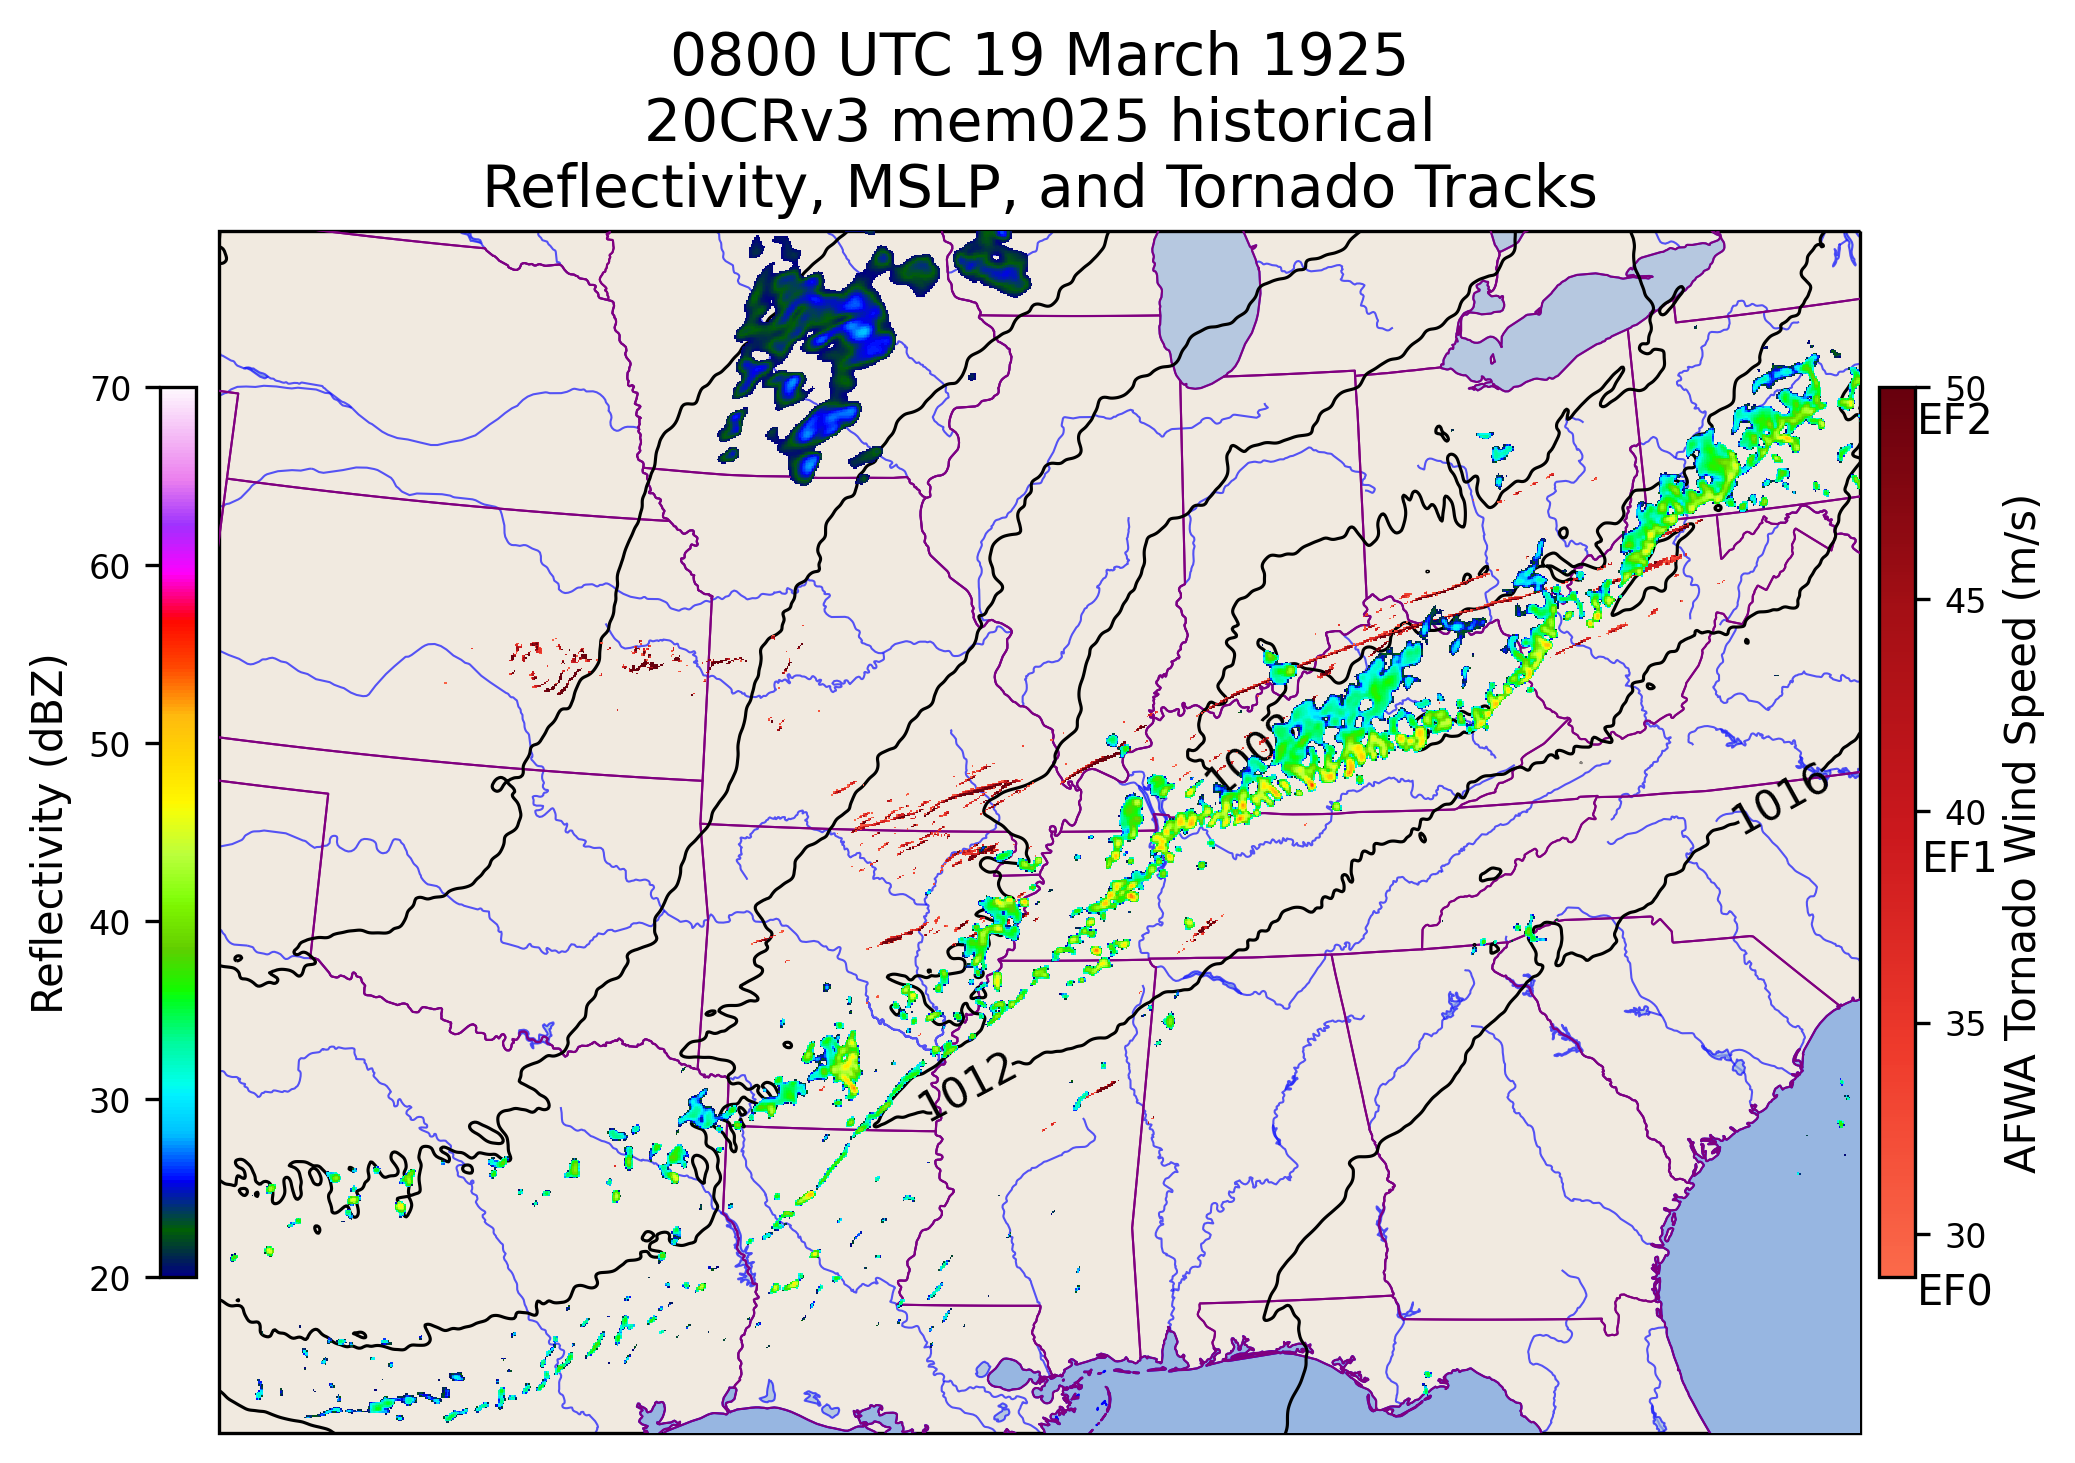 0800 UTC 19 March 1925
20CRv3 mem025 historical
Reflectivity, MSLP, and Tornado Tracks
70
60
50
40
30
20
Reflectivity (dBZ)
1008
1012
1016
50
EF2
45
40
EF1
35
30
EF0
AFWA Tornado Wind Speed (m/s)